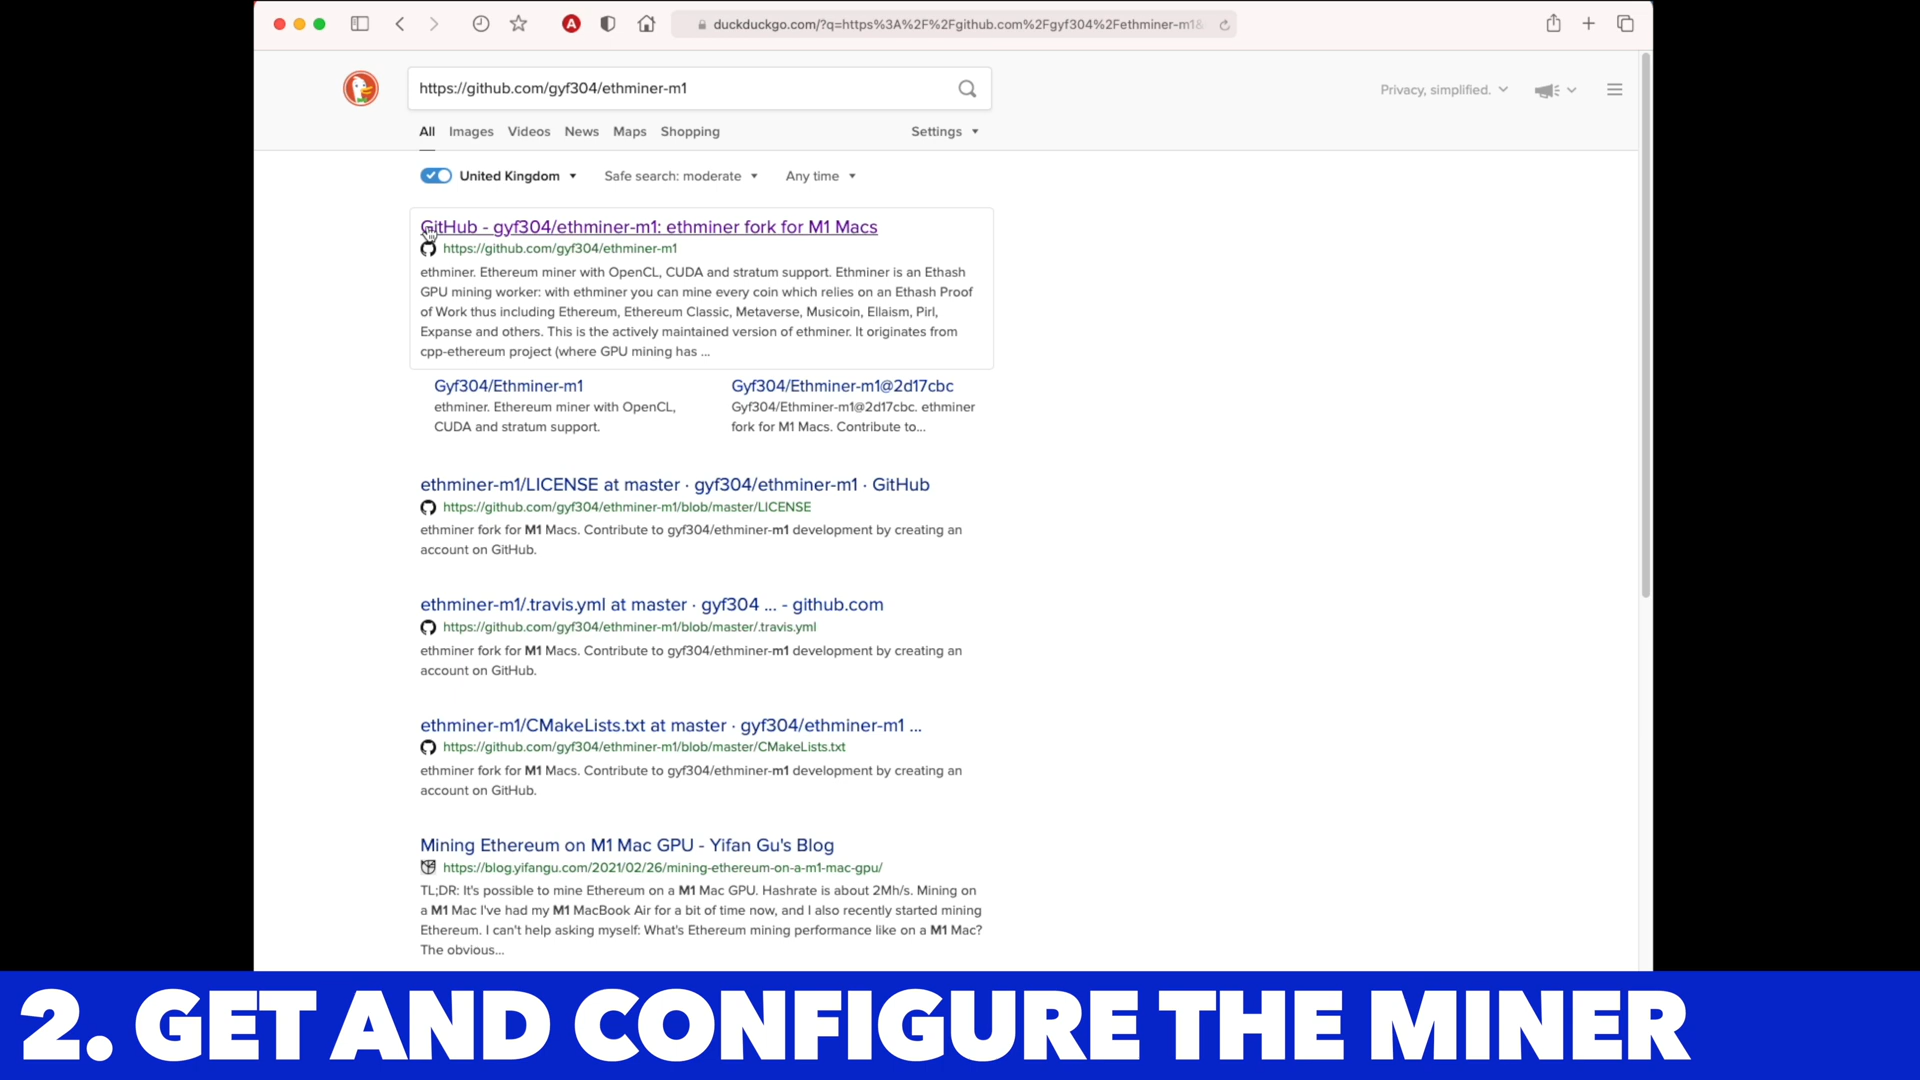 duckduckgo.com/?q=https%3A%2F%2Fgithub.com%2Fgyf304%2Fethminer-m1&
https://github.com/gyf304/ethminer-m1
Privacy, simplified.
All Images Videos News Maps Shopping Settings
United Kingdom Safe search: moderate Any time
GitHub - gyf304/ethminer-m1: ethminer fork for M1 Macs
https://github.com/gyf304/ethminer-m1
ethminer. Ethereum miner with OpenCL, CUDA and stratum support. Ethminer is an Ethash
GPU mining worker: with ethminer you can mine every coin which relies on an Ethash Proof
of Work thus including Ethereum, Ethereum Classic, Metaverse, Musicoin, Ellaism, Pirl,
Expanse and others. This is the actively maintained version of ethminer. It originates from
cpp-ethereum project (where GPU mining has ...
Gyf304/Ethminer-m1
ethminer. Ethereum miner with OpenCL,
CUDA and stratum support.
Gyf304/Ethminer-m1@2d17cbc
Gyf304/Ethminer-m1@2d17cbc. ethminer
fork for M1 Macs. Contribute to...
ethminer-m1/LICENSE at master · gyf304/ethminer-m1 · GitHub
https://github.com/gyf304/ethminer-m1/blob/master/LICENSE
ethminer fork for M1 Macs. Contribute to gyf304/ethminer-m1 development by creating an
account on GitHub.
ethminer-m1/.travis.yml at master · gyf304 ... - github.com
https://github.com/gyf304/ethminer-m1/blob/master/.travis.yml
ethminer fork for M1 Macs. Contribute to gyf304/ethminer-m1 development by creating an
account on GitHub.
ethminer-m1/CMakeLists.txt at master · gyf304/ethminer-m1 ...
https://github.com/gyf304/ethminer-m1/blob/master/CMakeLists.txt
ethminer fork for M1 Macs. Contribute to gyf304/ethminer-m1 development by creating an
account on GitHub.
Mining Ethereum on M1 Mac GPU - Yifan Gu's Blog
https://blog.yifangu.com/2021/02/26/mining-ethereum-on-a-m1-mac-gpu/
TL;DR: It's possible to mine Ethereum on a M1 Mac GPU. Hashrate is about 2Mh/s. Mining on
a M1 Mac I've had my M1 MacBook Air for a bit of time now, and I also recently started mining
Ethereum. I can't help asking myself: What's Ethereum mining performance like on a M1 Mac?
The obvious...
2. GET AND CONFIGURE THE MINER